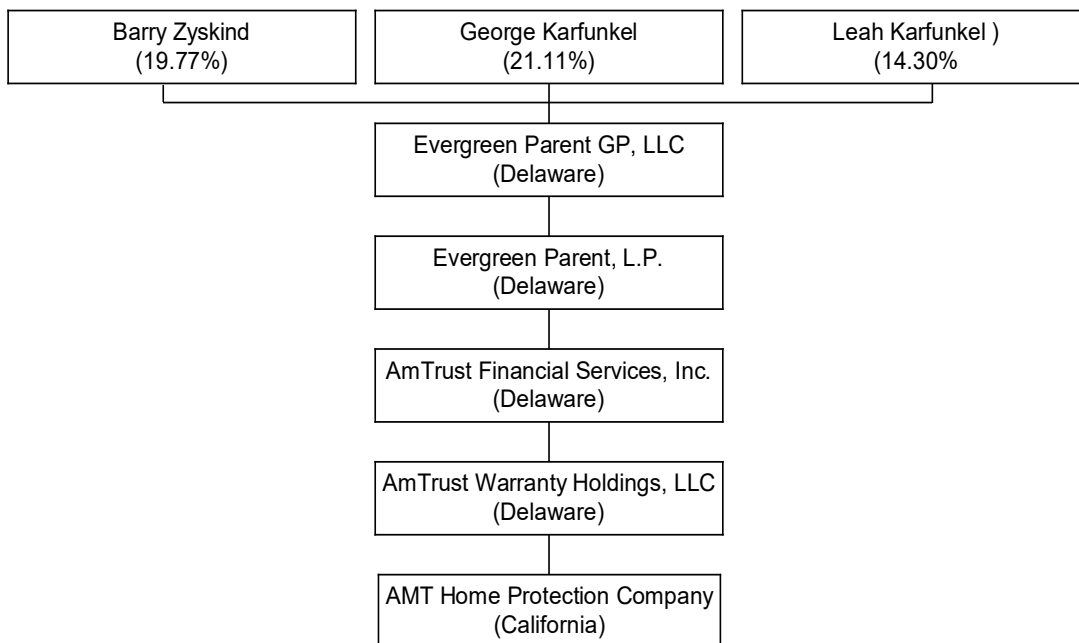 Barry Zyskind
(19.77%)
George Karfunkel
(21.11%)
Leah Karfunkel )
(14.30%
Evergreen Parent GP, LLC
(Delaware)
Evergreen Parent, L.P.
(Delaware)
AmTrust Financial Services, Inc.
(Delaware)
AmTrust Warranty Holdings, LLC
(Delaware)
AMT Home Protection Company
(California)